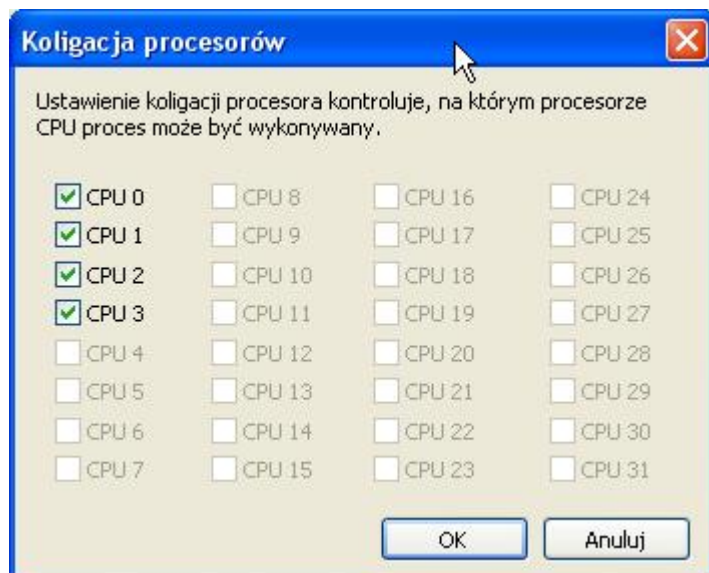 Koligacja procesorów
Ustawienie koligacji procesora kontroluje, na którym procesorze
CPU proces może być wykonywany.
CPU 0 CPU 8 CPU 16 CPU 24
CPU 1 CPU 9 CPU 17 CPU 25
CPU 2 CPU 10 CPU 18 CPU 26
CPU 3 CPU 11 CPU 19 CPU 27
CPU 4 CPU 12 CPU 20 CPU 28
CPU 5 CPU 13 CPU 21 CPU 29
CPU 6 CPU 14 CPU 22 CPU 30
CPU 7 CPU 15 CPU 23 CPU 31
OK Anuluj